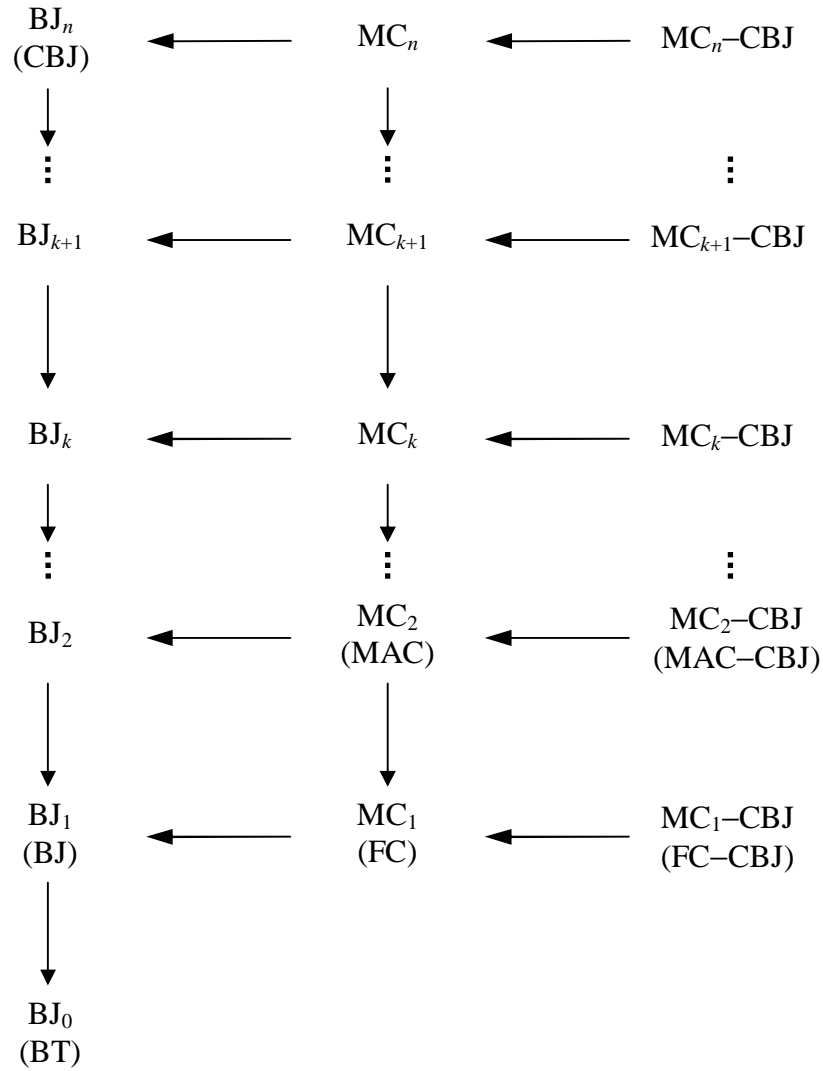 BJₙ MCₙ MCₙ–CBJ
(CBJ)
BJₖ₊₁ MCₖ₊₁ MCₖ₊₁–CBJ
BJₖ MCₖ MCₖ–CBJ
BJ₂ MC₂ MC₂–CBJ
(MAC) (MAC–CBJ)
BJ₁ MC₁ MC₁–CBJ
(BJ) (FC) (FC–CBJ)
BJ₀
(BT)